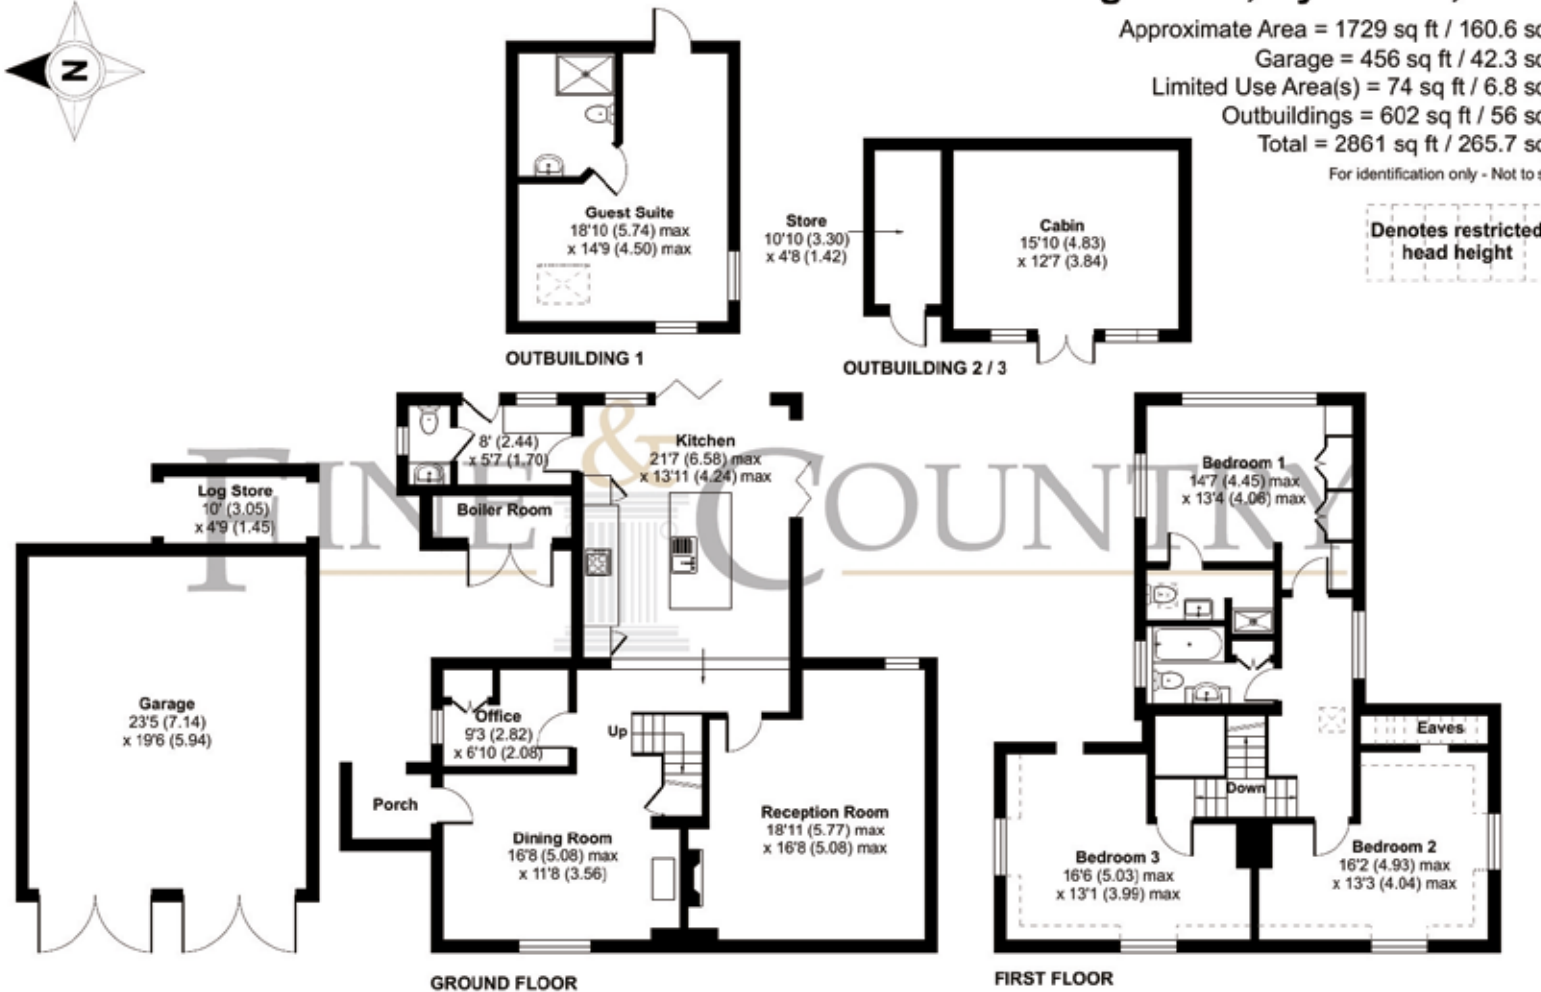 N
Approximate Area = 1729 sq ft / 160.6 sq
Garage = 456 sq ft / 42.3 sq
Limited Use Area(s) = 74 sq ft / 6.8 sq
Outbuildings = 602 sq ft / 56 sq
Total = 2861 sq ft / 265.7 sq
For identification only - Not to s
Denotes restricted
head height
Guest Suite
18'10 (5.74) max
x 14'9 (4.50) max
OUTBUILDING 1
Store
10'10 (3.30)
x 4'8 (1.42)
Cabin
15'10 (4.83)
x 12'7 (3.84)
OUTBUILDING 2 / 3
FINE & COUNTRY
8' (2.44)
x 5'7 (1.70)
Kitchen
21'7 (6.58) max
x 13'11 (4.24) max
Log Store
10' (3.05)
x 4'9 (1.45)
Boiler Room
Garage
23'5 (7.14)
x 19'6 (5.94)
Office
9'3 (2.82)
x 6'10 (2.08)
Up
Porch
Dining Room
16'8 (5.08) max
x 11'8 (3.56)
Reception Room
18'11 (5.77) max
x 16'8 (5.08) max
GROUND FLOOR
Bedroom 1
14'7 (4.45) max
x 13'4 (4.06) max
Eaves
Down
Bedroom 3
16'6 (5.03) max
x 13'1 (3.99) max
Bedroom 2
16'2 (4.93) max
x 13'3 (4.04) max
FIRST FLOOR